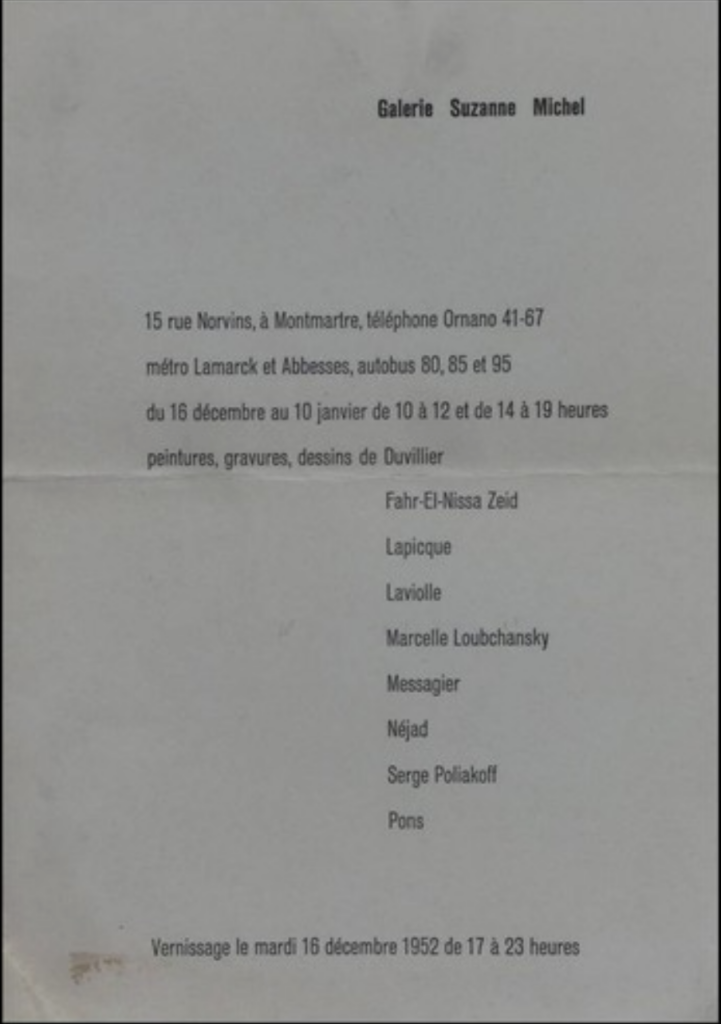 Galerie Suzanne Michel
15 rue Norvins, à Montmartre, téléphone Ornano 41-67
métro Lamarck et Abbesses, autobus 80, 85 et 95
du 16 décembre au 10 janvier de 10 à 12 et de 14 à 19 heures
peintures, gravures, dessins de Duvillier
Fahr-El-Nissa Zeid
Lapicque
Laviolle
Marcelle Loubchansky
Messagier
Néjad
Serge Poliakoff
Pons
Vernissage le mardi 16 décembre 1952 de 17 à 23 heures